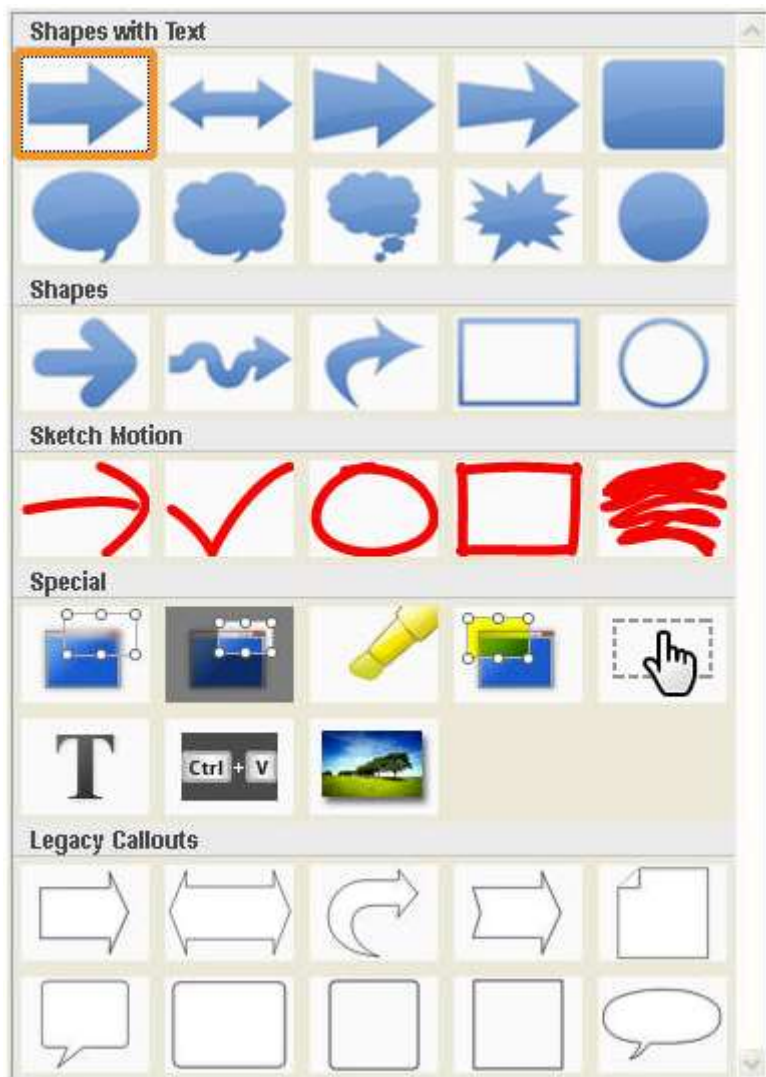 Shapes with Text
Shapes
Sketch Motion
Special
T
Ctrl + V
Legacy Callouts